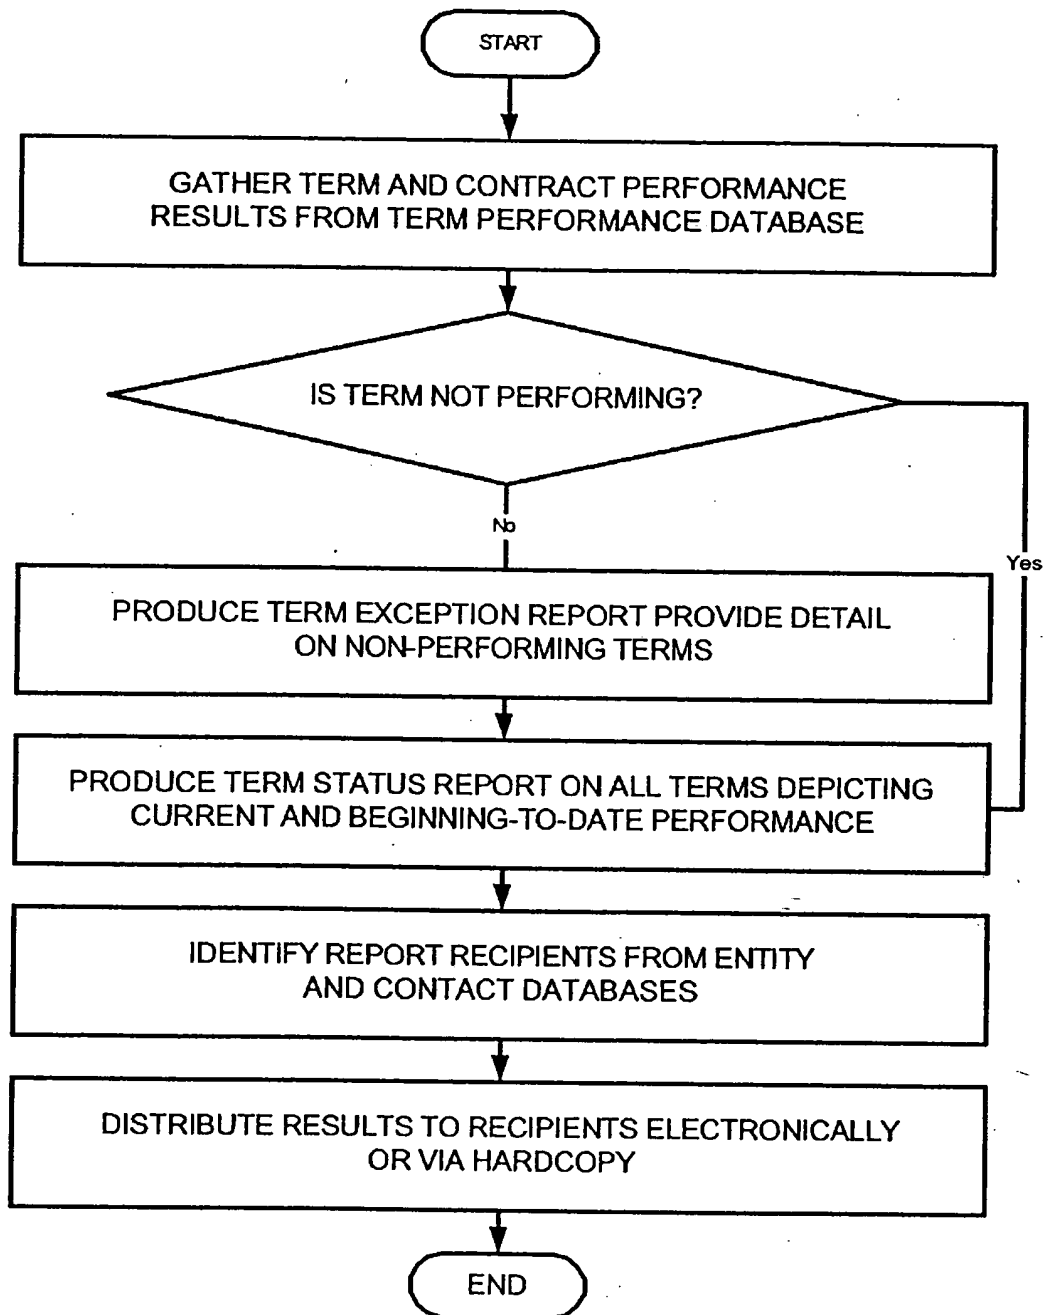 START
GATHER TERM AND CONTRACT PERFORMANCE
RESULTS FROM TERM PERFORMANCE DATABASE
IS TERM NOT PERFORMING?
No
Yes
PRODUCE TERM EXCEPTION REPORT PROVIDE DETAIL
ON NON-PERFORMING TERMS
PRODUCE TERM STATUS REPORT ON ALL TERMS DEPICTING
CURRENT AND BEGINNING-TO-DATE PERFORMANCE
IDENTIFY REPORT RECIPIENTS FROM ENTITY
AND CONTACT DATABASES
DISTRIBUTE RESULTS TO RECIPIENTS ELECTRONICALLY
OR VIA HARDCOPY
END